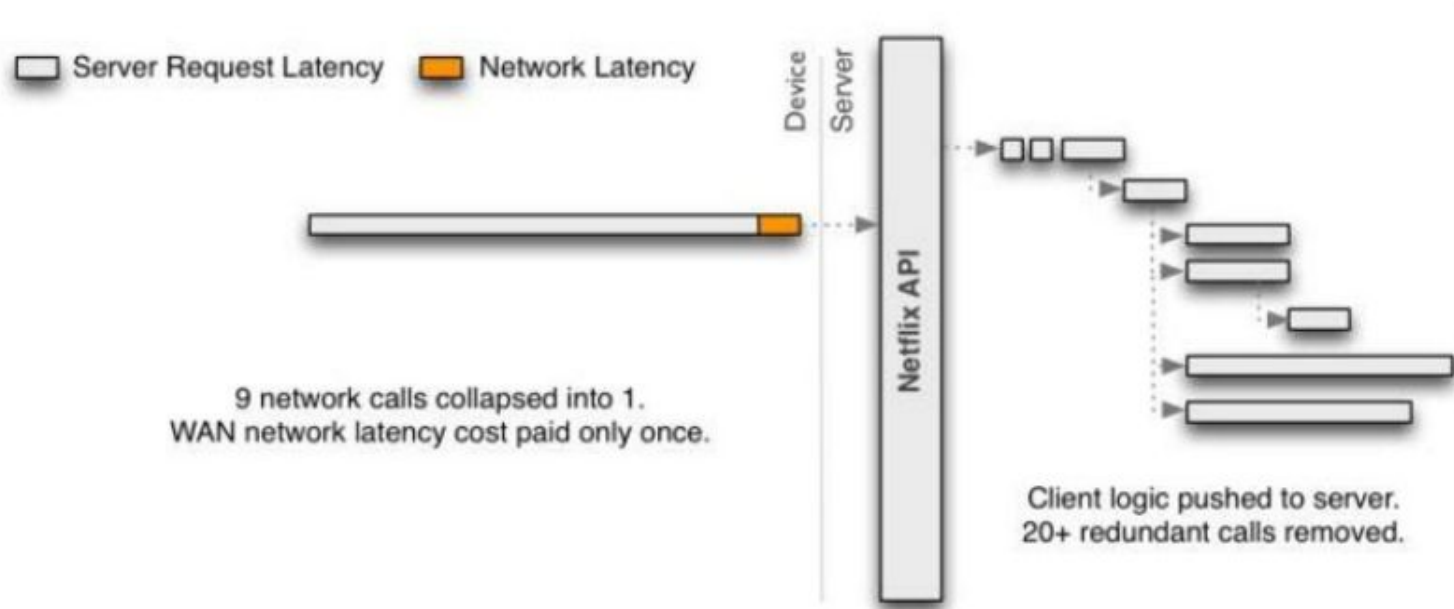 Server Request Latency
Network Latency
Device
Server
Netflix API
9 network calls collapsed into 1.
WAN network latency cost paid only once.
Client logic pushed to server.
20+ redundant calls removed.